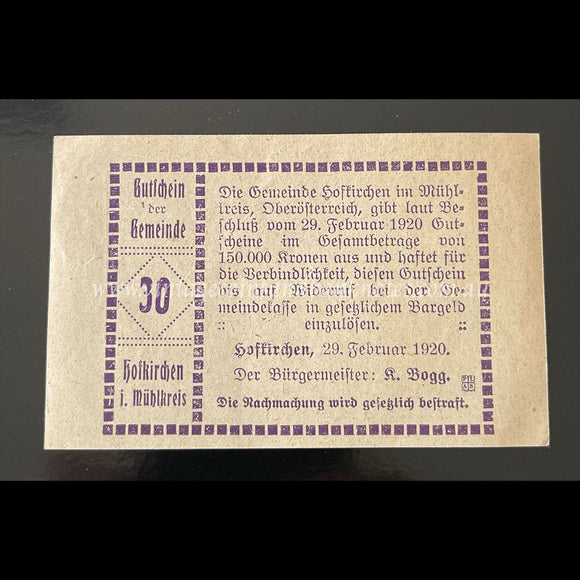 Gutschein
der
Gemeinde
30
Hofkirchen
i. Mühlkreis
Die Gemeinde Hofkirchen im Mühl-
kreis, Oberösterreich, gibt laut Be-
schluß vom 29. Februar 1920 Gut-
scheine im Gesamtbetrage von
150.000 Kronen aus und haftet für
die Verbindlichkeit, diesen Gutschein
bis auf Widerruf bei der Ge-
meindekasse in gesetzlichem Bargeld
:: einzulösen. ::
Hofkirchen, 29. Februar 1920.
Der Bürgermeister: K. Bogg.
Die Nachmachung wird gesetzlich bestraft.